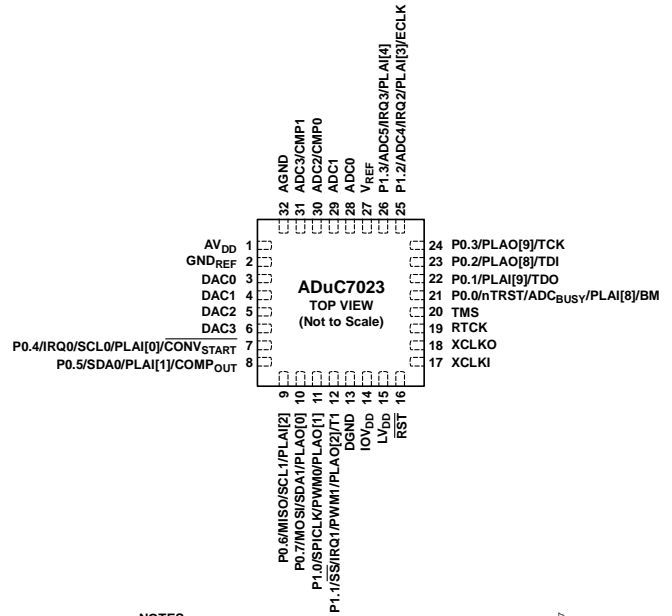 32 AGND
31 ADC3/CMP1
30 ADC2/CMP0
29 ADC1
28 ADC0
27 VREF
26 P1.3/ADC5/IRQ3/PLAI[4]
25 P1.2/ADC4/IRQ2/PLAI[3]/ECLK
AVDD 1
GNDREF 2
DAC0 3
DAC1 4
DAC2 5
DAC3 6
P0.4/IRQ0/SCL0/PLAI[0]/CONVSTART 7
P0.5/SDA0/PLAI[1]/COMPOUT 8
ADuC7023
TOP VIEW
(Not to Scale)
24 P0.3/PLAO[9]/TCK
23 P0.2/PLAO[8]/TDI
22 P0.1/PLAI[9]/TDO
21 P0.0/nTRST/ADCBUSY/PLAI[8]/BM
20 TMS
19 RTCK
18 XCLKO
17 XCLKI
P0.6/MISO/SCL1/PLAI[2] 9
P0.7/MOSI/SDA1/PLAO[0] 10
P1.0/SPICLK/PWM0/PLAO[1] 11
P1.1/SS/IRQ1/PWM1/PLAO[2]/T1 12
DGND 13
IOVDD 14
LVDD 15
RST 16